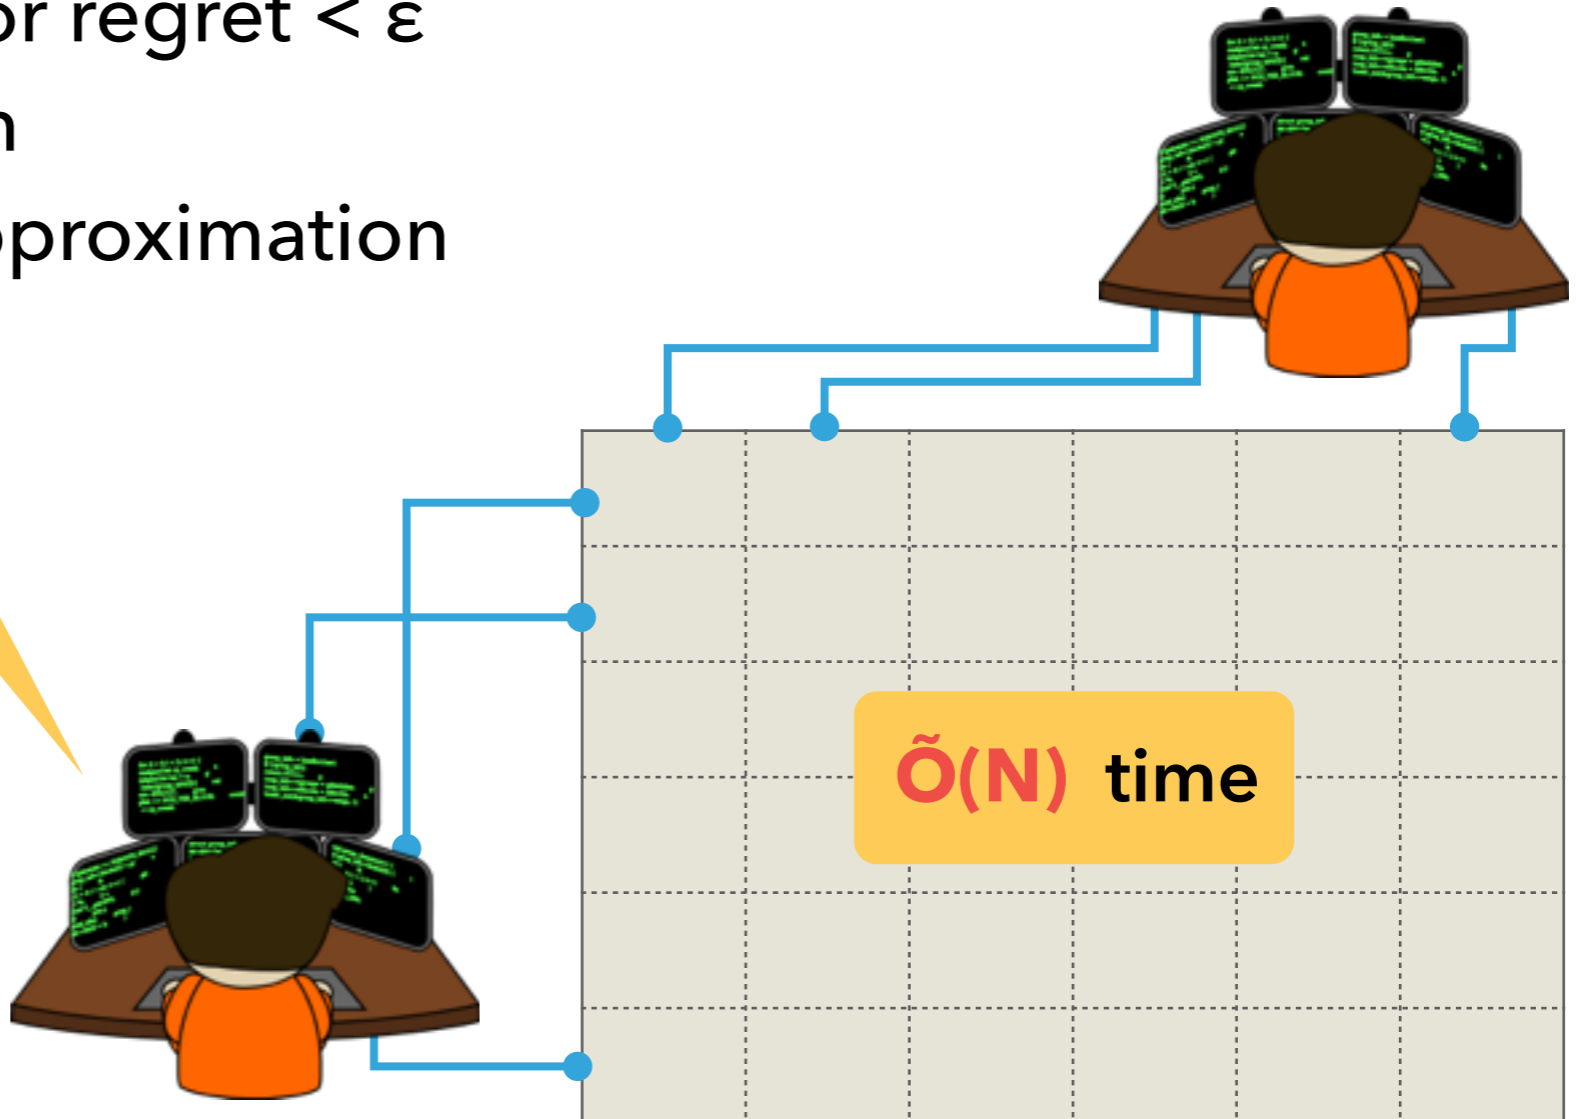 or regret < ε
n
pproximation
Õ(N) time